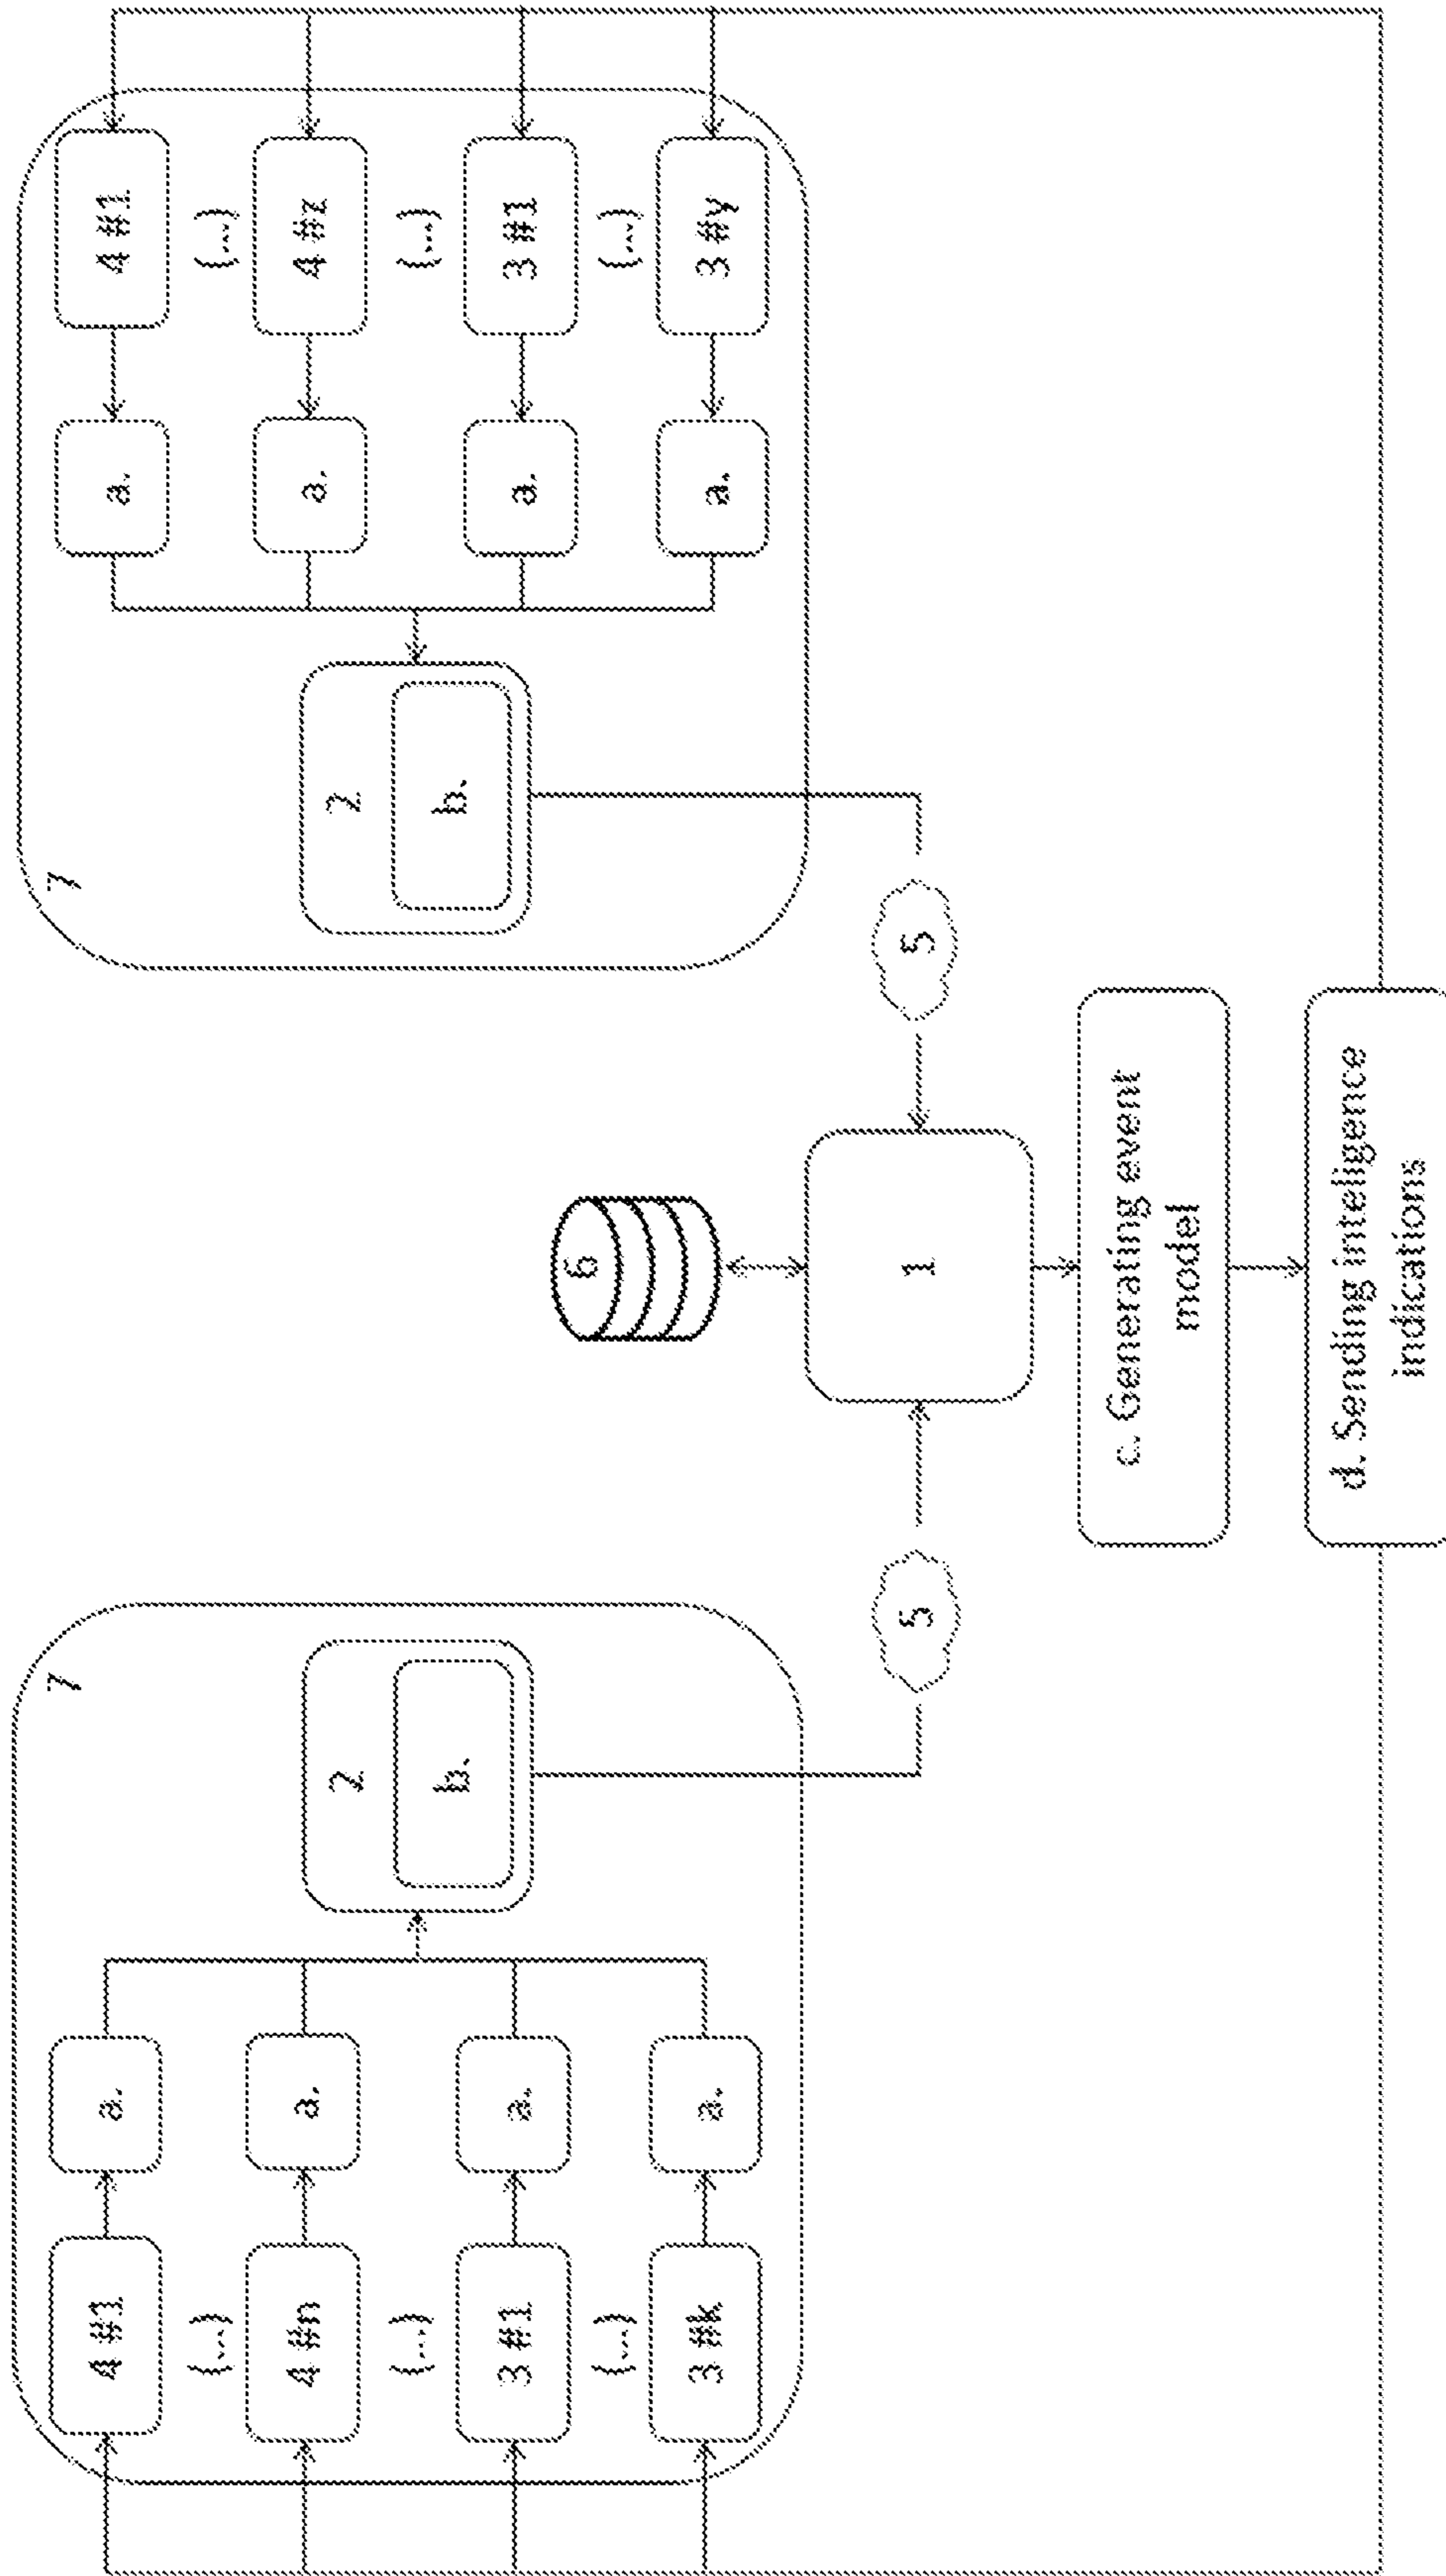 7
4 #1
a.
(...)
4 #n
a.
(...)
3 #1
a.
(...)
3 #k
a.
2
b.
5
6
1
c. Generating event
model
d. Sending inteligence
indications
7
2
b.
5
a.
4 #1
(...)
a.
4 #z
(...)
a.
3 #1
(...)
a.
3 #y